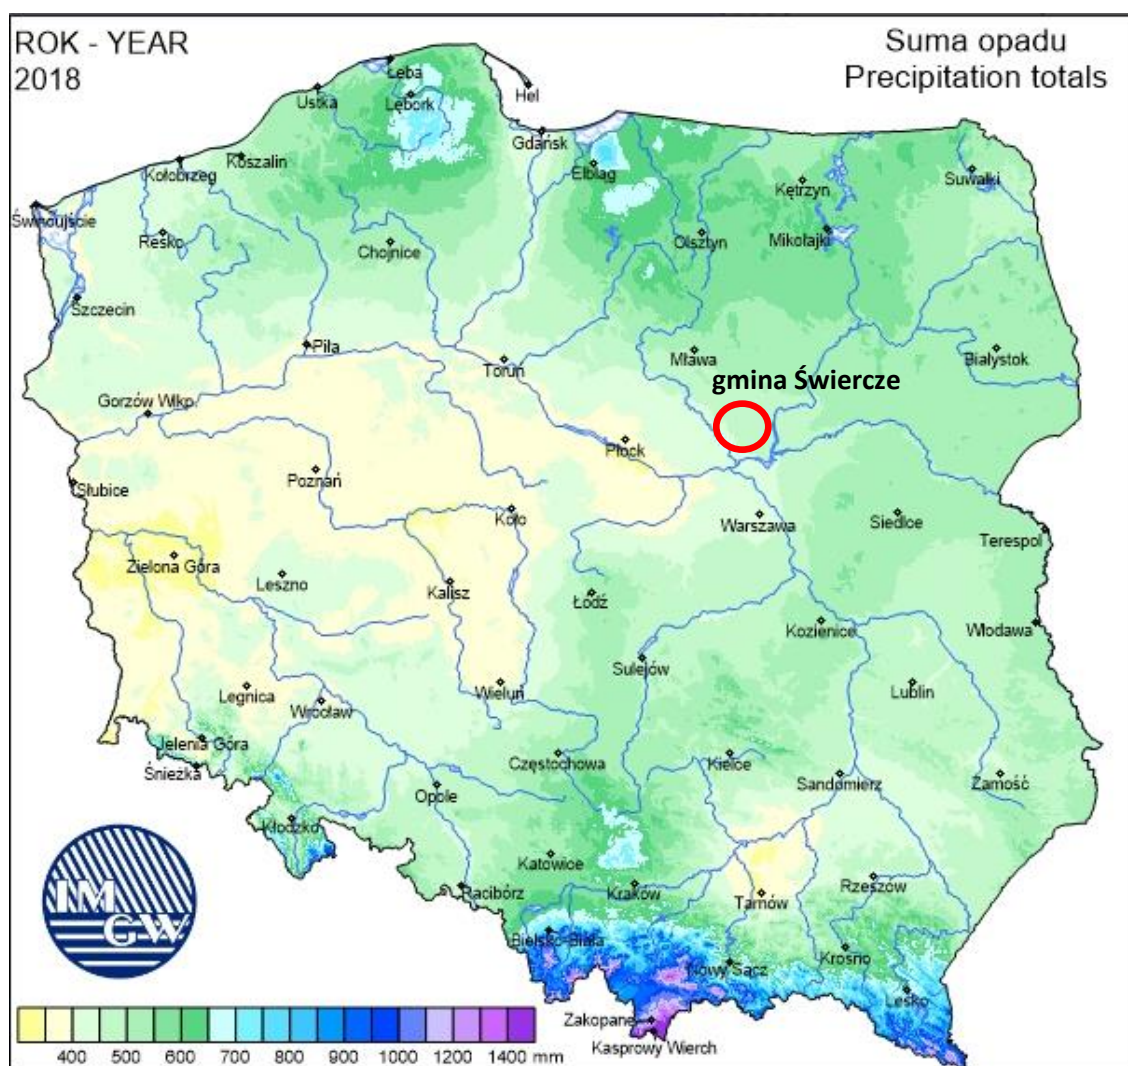 ROK - YEAR
2018
Suma opadu
Precipitation totals
Łeba
Ustka
Lębork
Hel
Gdańsk
Koszalin
Kołobrzeg
Elbląg
Kętrzyn
Suwałki
Świnoujście
Resko
Chojnice
Olsztyn
Mikołajki
Szczecin
Piła
Toruń
Mława
Białystok
gmina Świercze
Gorzów Wlkp.
Płock
Słubice
Poznań
Koło
Warszawa
Siedlce
Terespol
Zielona Góra
Leszno
Kalisz
Łódź
Kozienice
Włodawa
Sulejów
Legnica
Wrocław
Wieluń
Lublin
Jelenia Góra
Śnieżka
Częstochowa
Kielce
Sandomierz
Zamość
Opole
Kłodzko
Katowice
Racibórz
Kraków
Tarnów
Rzeszów
Bielsko-Biała
Nowy Sącz
Krosno
Lesko
IM
GW
Zakopane
Kasprowy Wierch
400 500 600 700 800 900 1000 1200 1400 mm